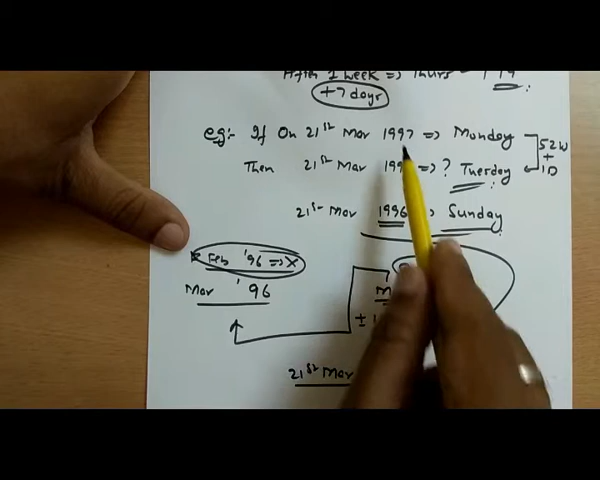 After 1 week => Thurs
+7 days
eg:- If On 21st Mar 1997 => Monday
52W
+
1D
Then 21st Mar => ? Tuesday
21st Mar 1996 => Sunday
Feb '96 => X
Mar '96
21st Mar